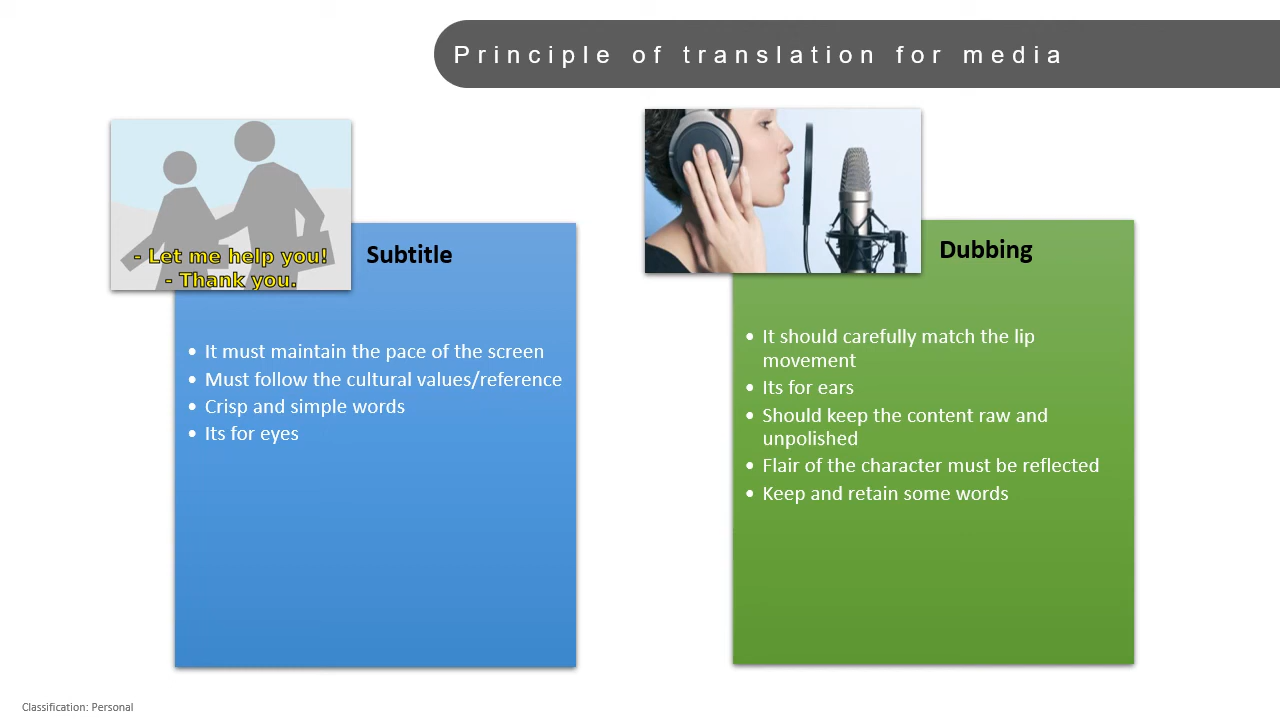 Principle of translation for media
- Let me help you!
- Thank you.
Subtitle
• It must maintain the pace of the screen
• Must follow the cultural values/reference
• Crisp and simple words
• Its for eyes
Dubbing
• It should carefully match the lip
movement
• Its for ears
• Should keep the content raw and
unpolished
• Flair of the character must be reflected
• Keep and retain some words
Classification: Personal